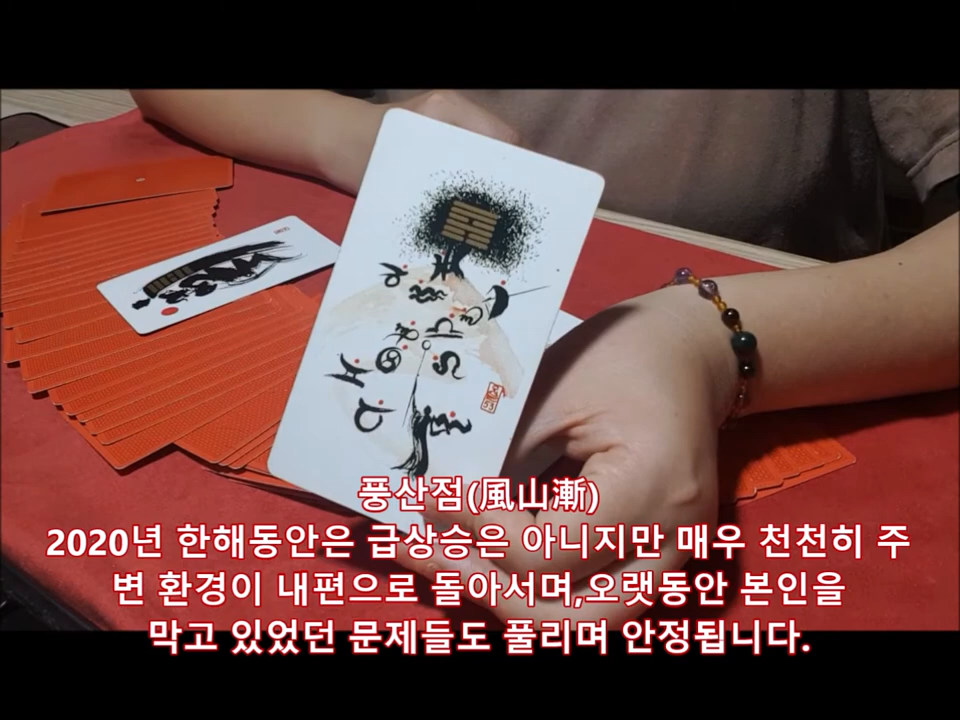 풍산점(風山漸)
2020년 한해동안은 급상승은 아니지만 매우 천천히 주
변 환경이 내편으로 돌아서며,오랫동안 본인을
막고 있었던 문제들도 풀리며 안정됩니다.